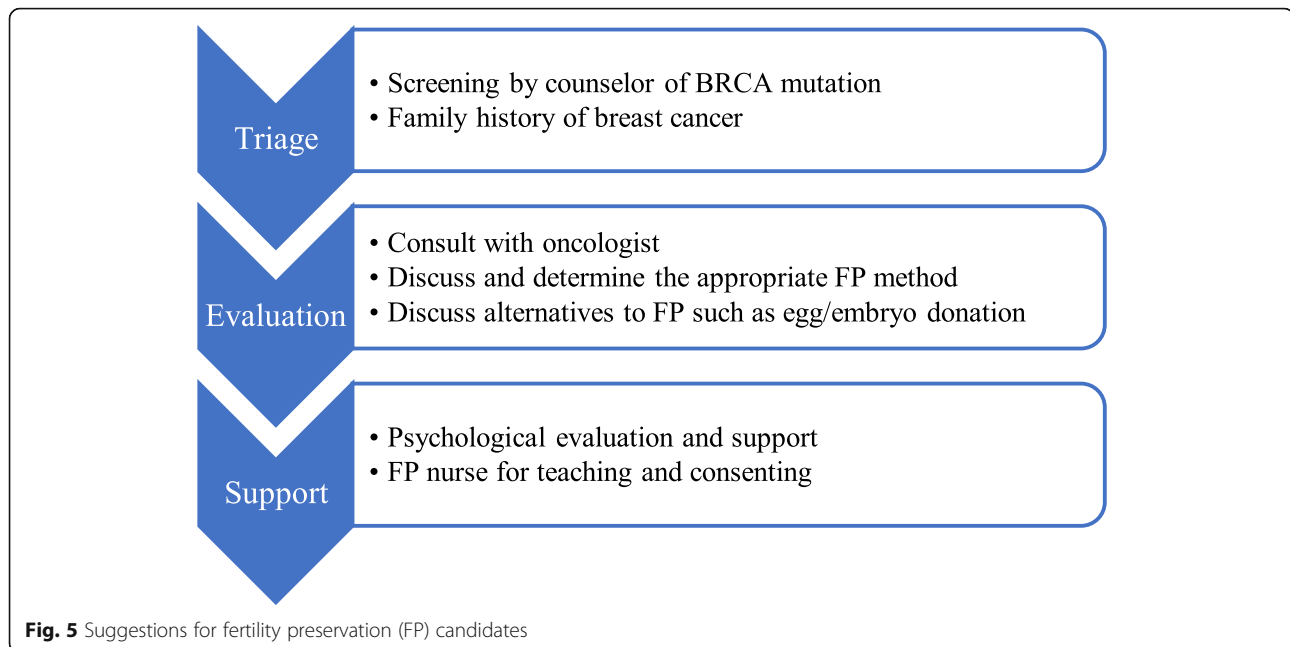 Triage
• Screening by counselor of BRCA mutation
• Family history of breast cancer
Evaluation
• Consult with oncologist
• Discuss and determine the appropriate FP method
• Discuss alternatives to FP such as egg/embryo donation
Support
• Psychological evaluation and support
• FP nurse for teaching and consenting
Fig. 5 Suggestions for fertility preservation (FP) candidates